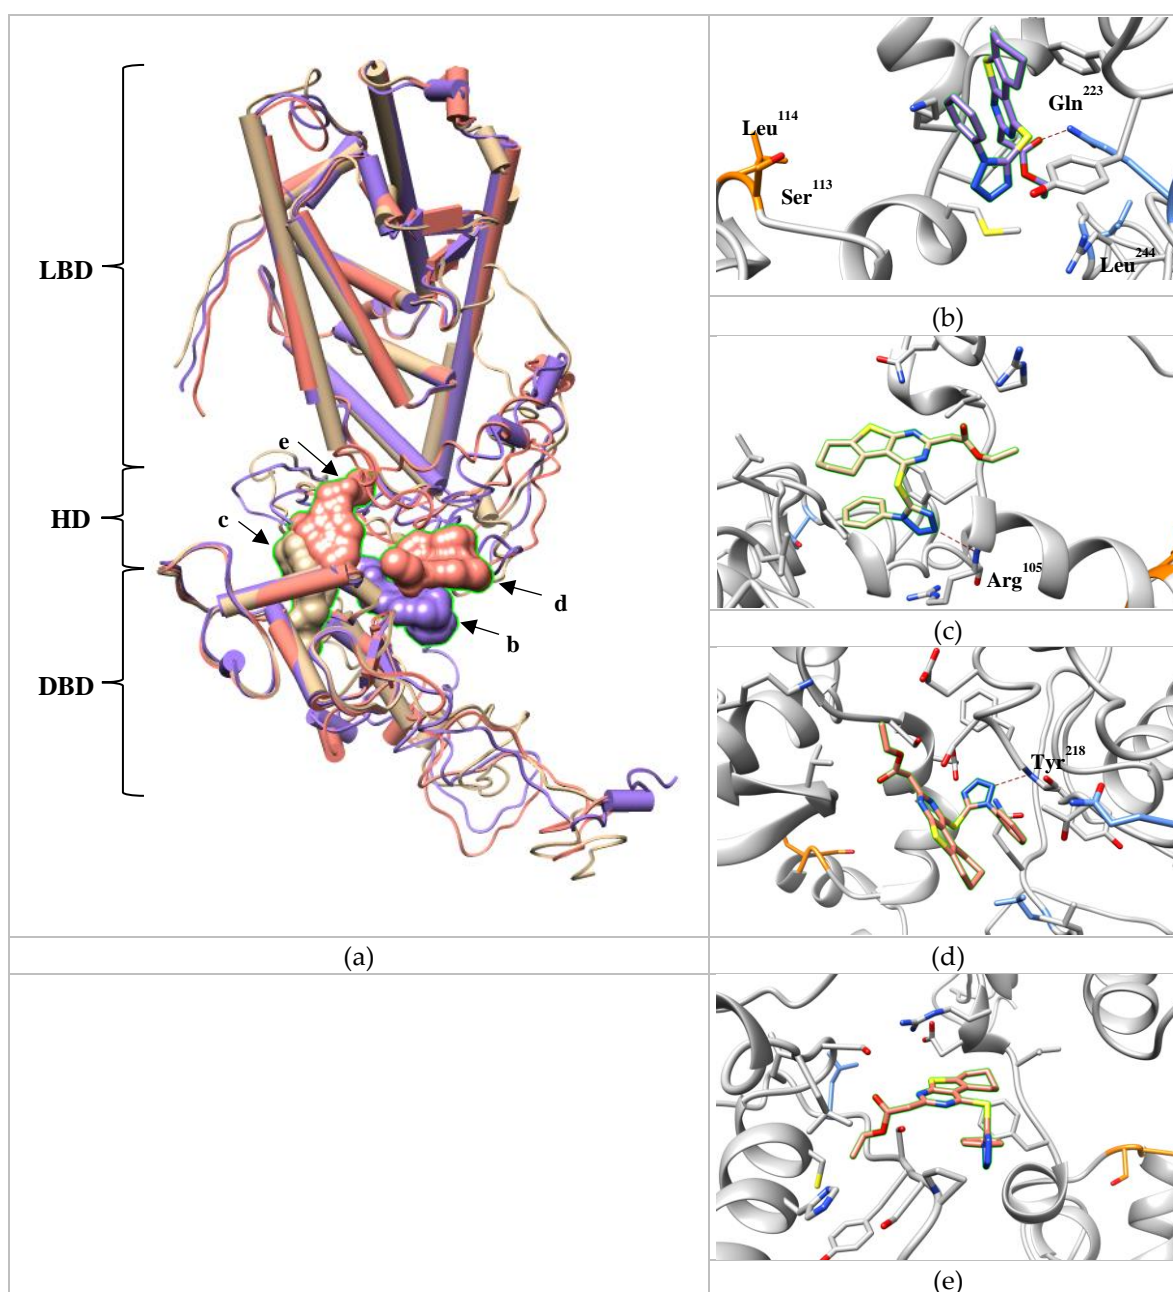 LBD
HD
DBD
e
c
d
b
(a)
Leu114
Ser113
Gln223
Leu244
(b)
Arg105
(c)
Tyr218
(d)
(e)